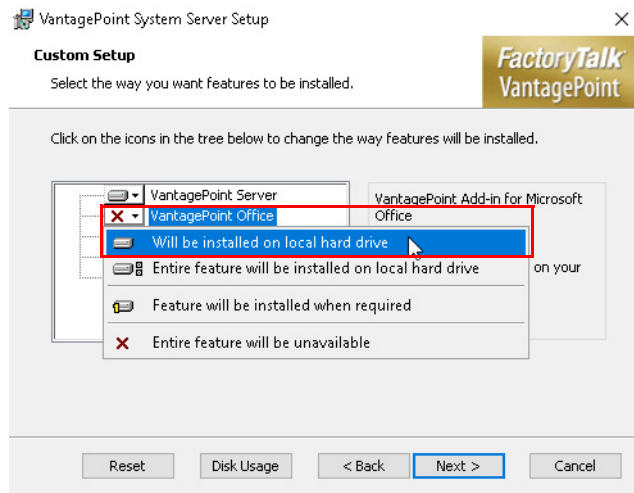 VantagePoint System Server Setup
Custom Setup
Select the way you want features to be installed.
FactoryTalk
VantagePoint
Click on the icons in the tree below to change the way features will be installed.
VantagePoint Server
VantagePoint Office
VantagePoint Add-in for Microsoft
Office
Will be installed on local hard drive
Entire feature will be installed on local hard drive
on your
Feature will be installed when required
Entire feature will be unavailable
Reset
Disk Usage
< Back
Next >
Cancel